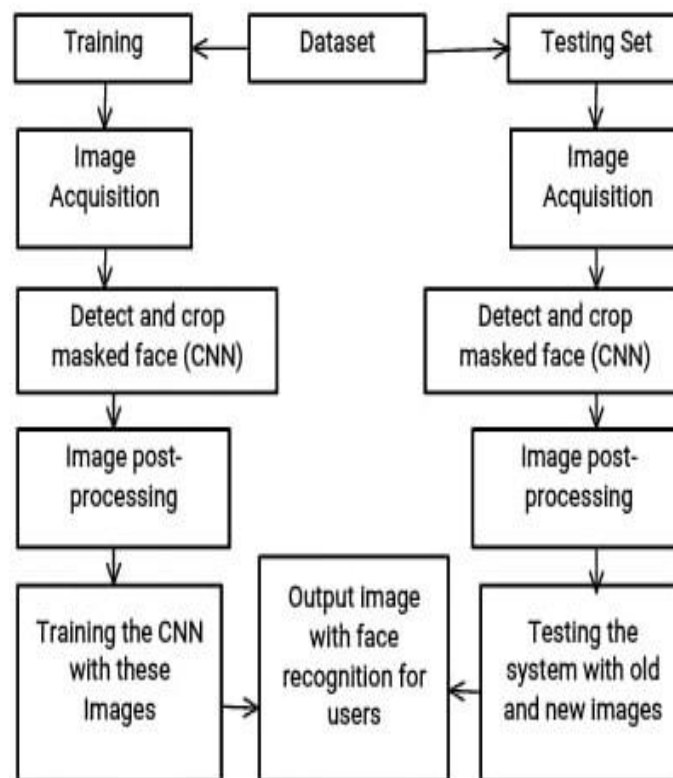 Training
Dataset
Testing Set
Image
Acquisition
Image
Acquisition
Detect and crop
masked face (CNN)
Detect and crop
masked face (CNN)
Image post-
processing
Image post-
processing
Training the CNN
with these
Images
Output image
with face
recognition for
users
Testing the
system with old
and new images